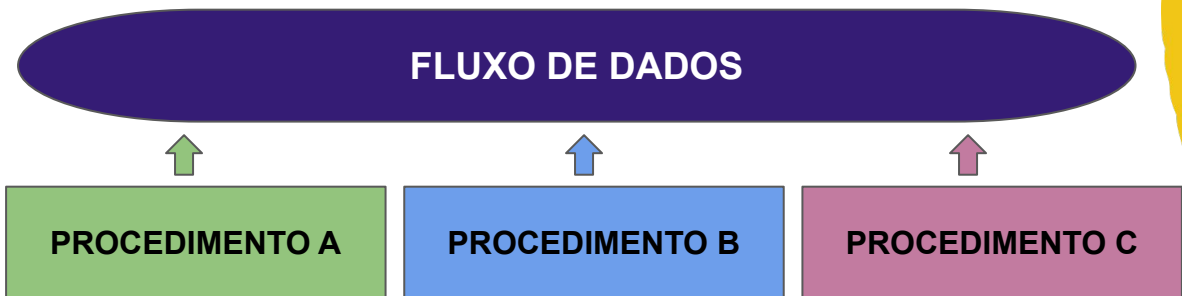 FLUXO DE DADOS
PROCEDIMENTO A
PROCEDIMENTO B
PROCEDIMENTO C